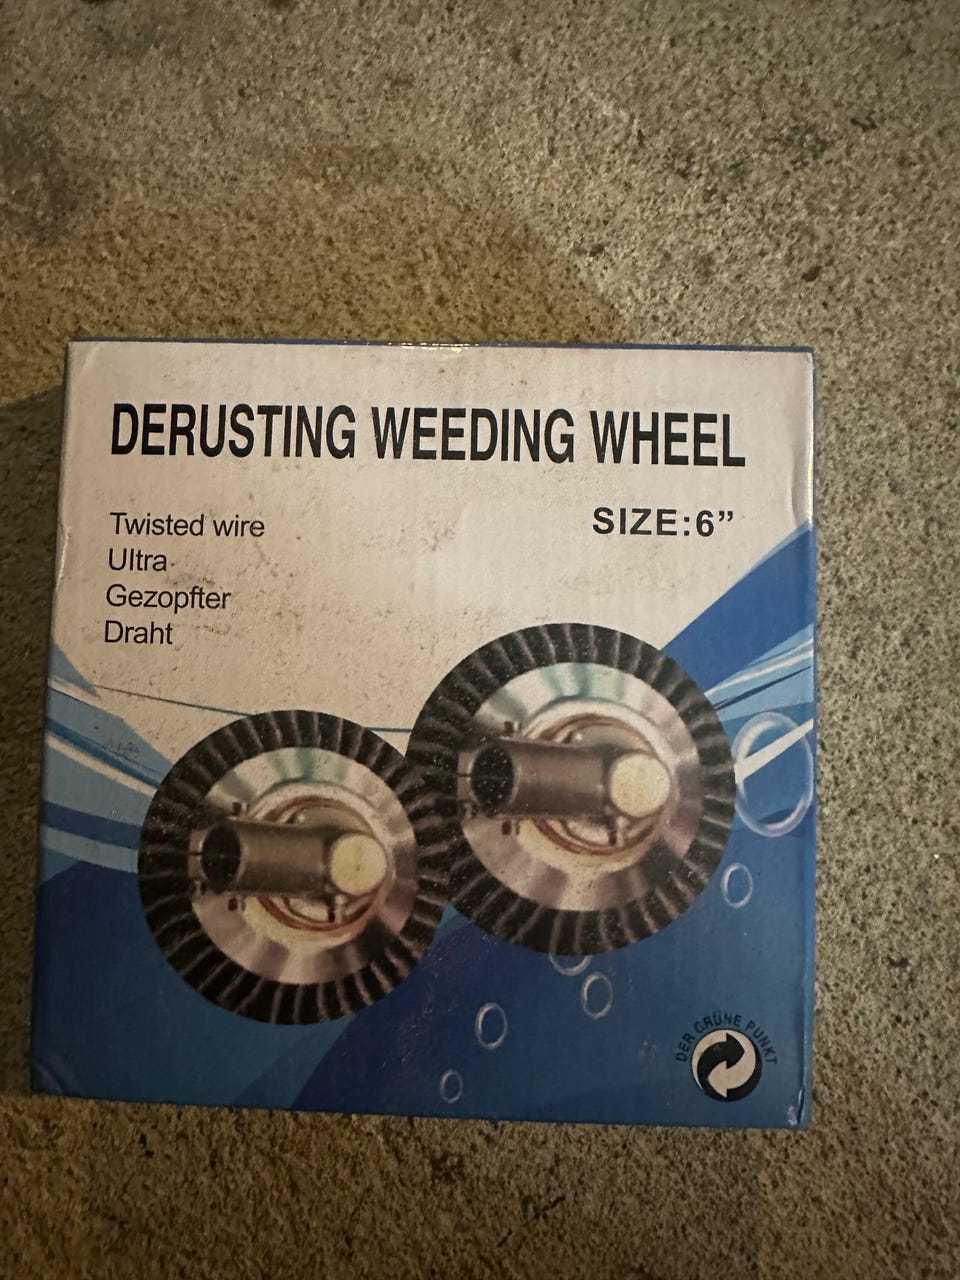 DERUSTING WEEDING WHEEL
SIZE:6”
Twisted wire
Ultra
Gezopfter
Draht
DER GRÜNE PUNKT